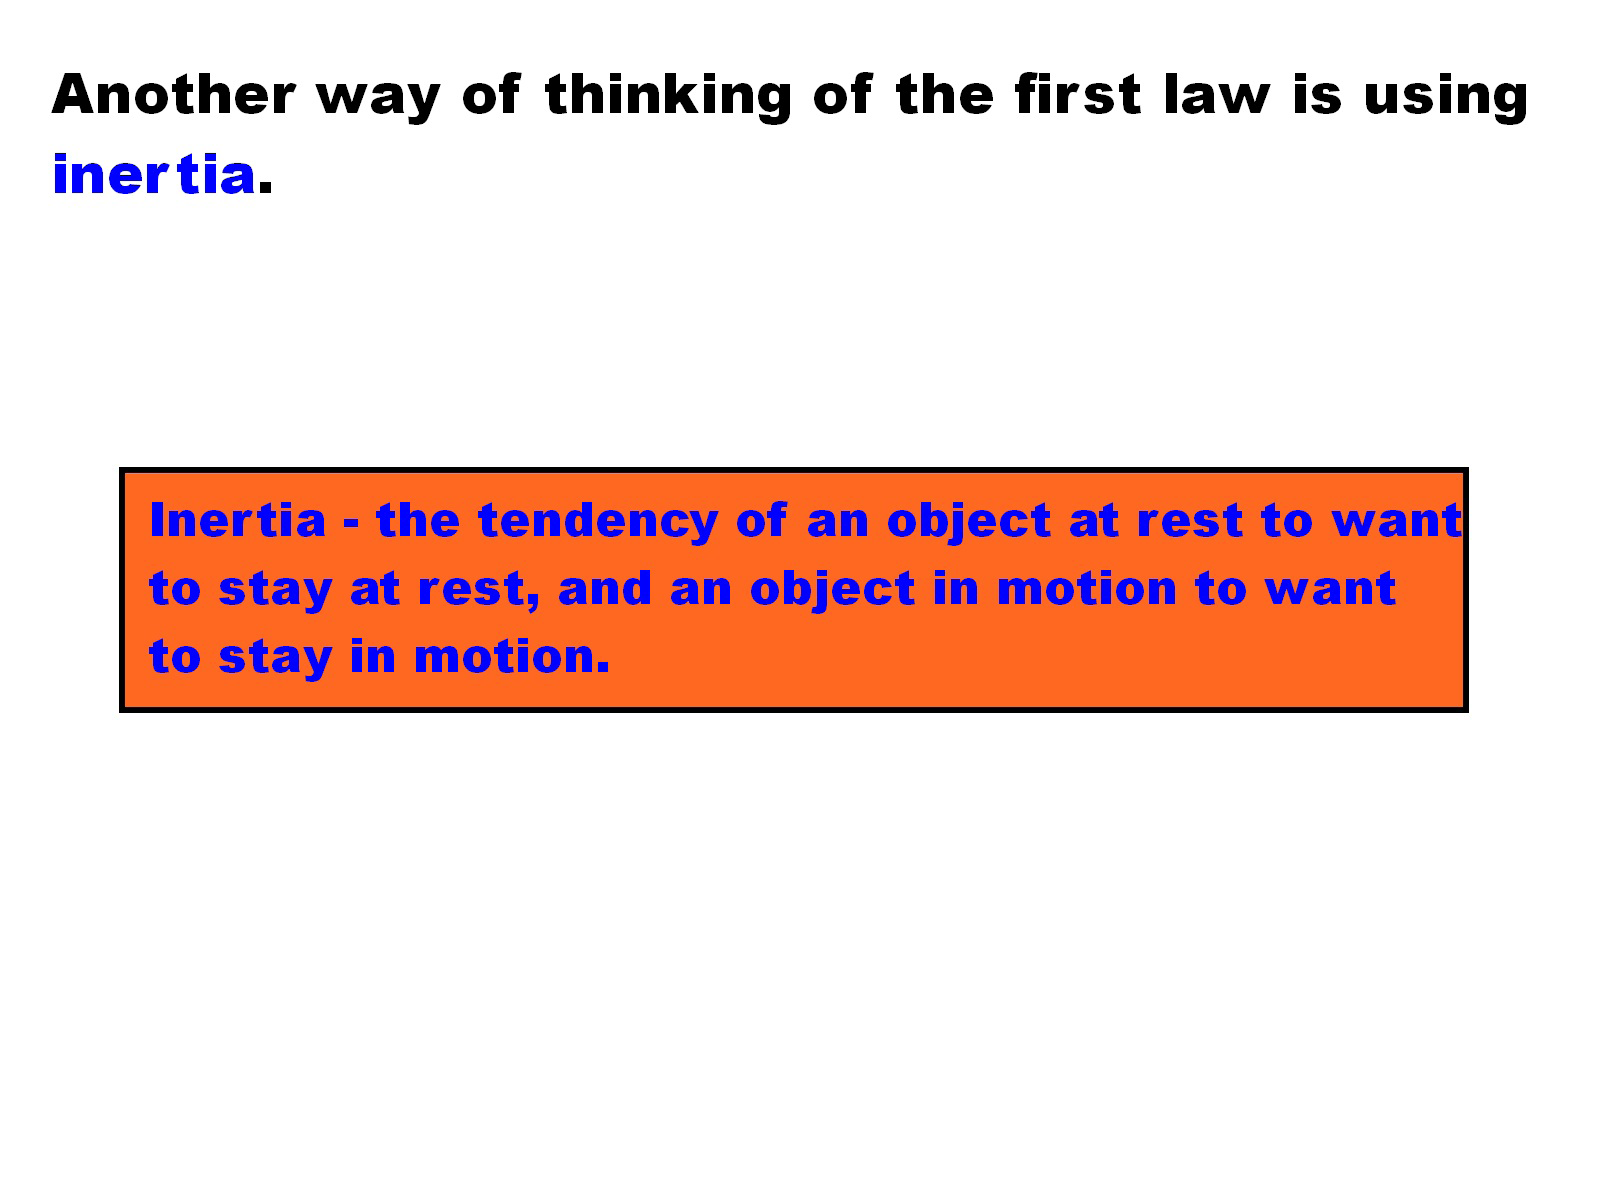 Another way of thinking of the first law is using
inertia.
Inertia - the tendency of an object at rest to want
to stay at rest, and an object in motion to want
to stay in motion.